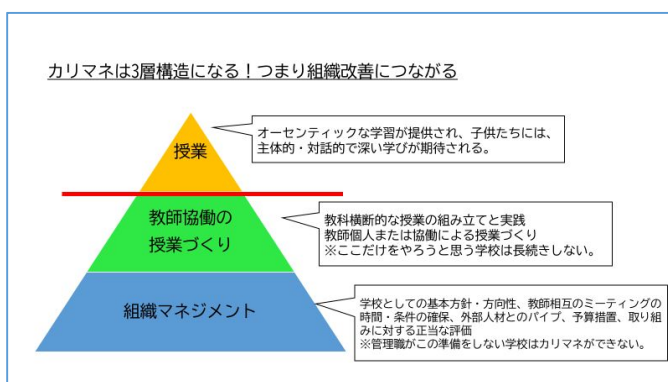 カリマネは3層構造になる！つまり組織改善につながる
授業
オーセンティックな学習が提供され、子供たちには、
主体的・対話的で深い学びが期待される。
教師協働の
授業づくり
教科横断的な授業の組み立てと実践
教師個人または協働による授業づくり
※ここだけをやろうと思う学校は長続きしない。
組織マネジメント
学校としての基本方針・方向性、教師相互のミーティングの
時間・条件の確保、外部人材とのパイプ、予算措置、取り組
みに対する正当な評価
※管理職がこの準備をしない学校はカリマネができない。